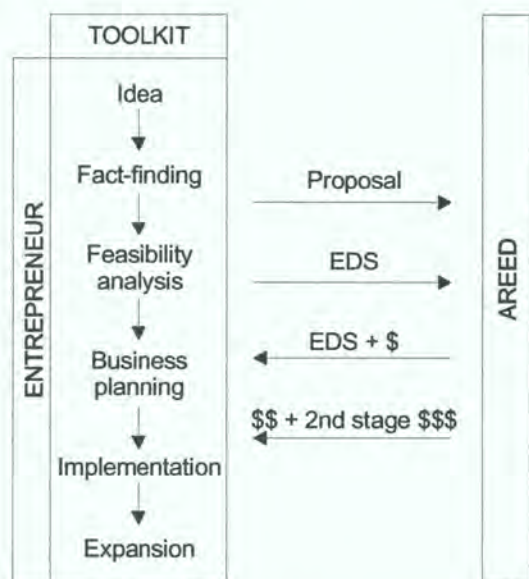 TOOLKIT
ENTREPRENEUR
Idea
Fact-finding
Feasibility
analysis
Business
planning
Implementation
Expansion
Proposal
EDS
EDS + $
$$ + 2nd stage $$$
AREED